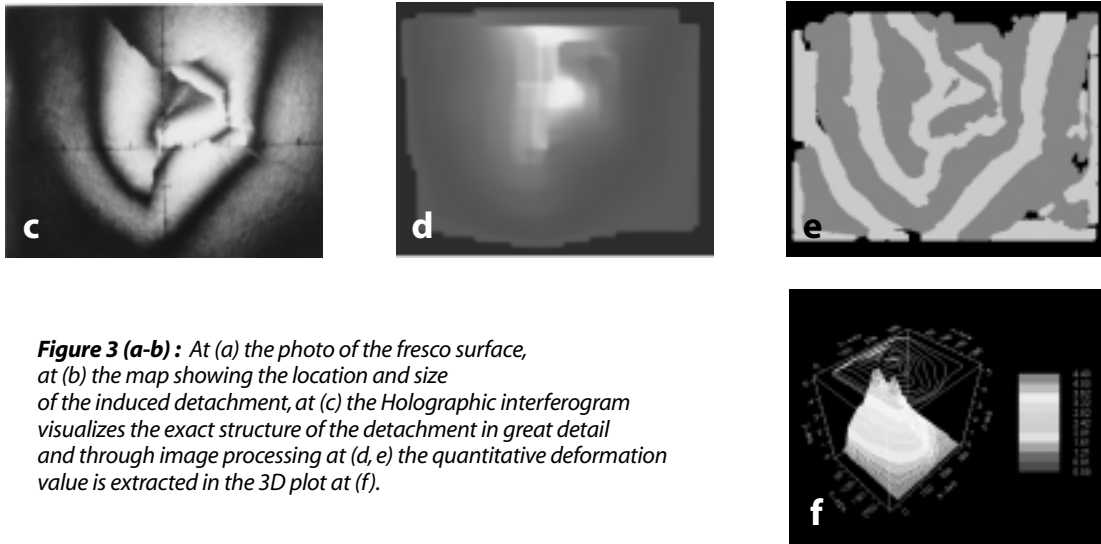 c
d
e
Figure 3 (a-b) : At (a) the photo of the fresco surface,
at (b) the map showing the location and size
of the induced detachment, at (c) the Holographic interferogram
visualizes the exact structure of the detachment in great detail
and through image processing at (d, e) the quantitative deformation
value is extracted in the 3D plot at (f).
f